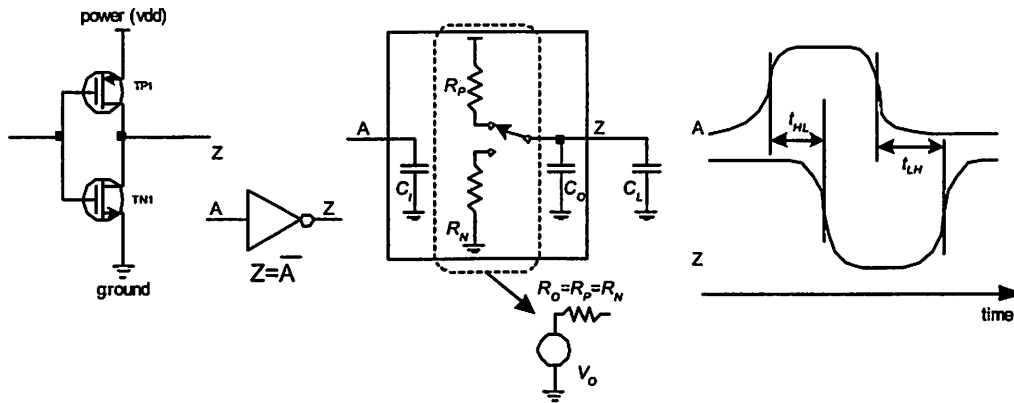 power (vdd)
TP1
Z
TN1
ground
A
Z
Z=A̅
A
R_P
Z
C_I
C_O
C_L
R_N
R_O=R_P=R_N
V_O
A
t_HL
t_LH
Z
time